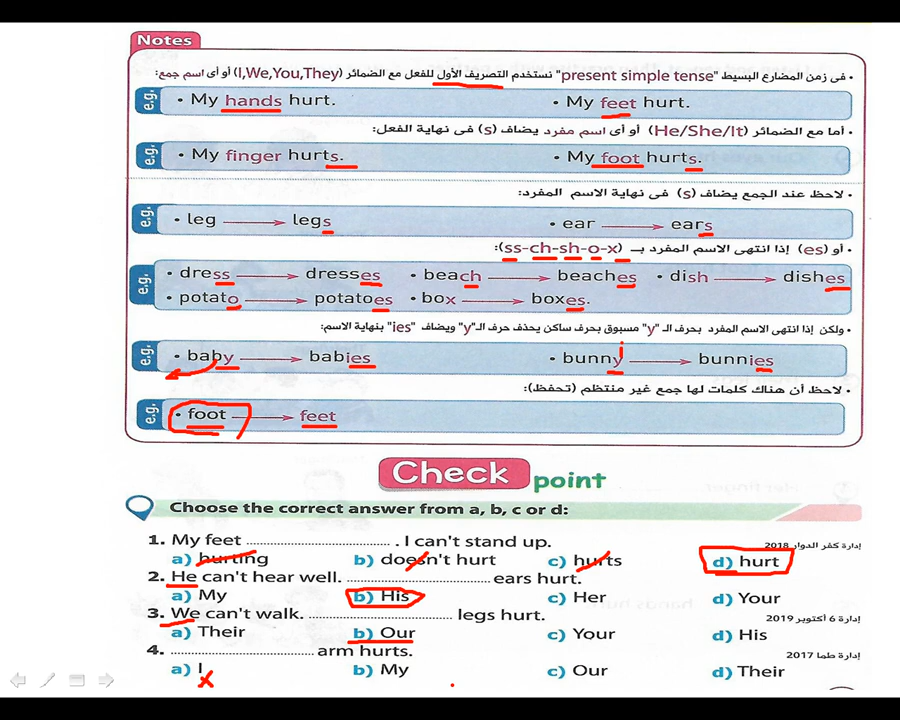 Notes
• فى زمن المضارع البسيط "present simple tense" نستخدم التصريف الأول للفعل مع الضمائر (I,We,You,They) أو أى اسم جمع:
e.g. • My hands hurt. • My feet hurt.
• أما مع الضمائر (He/She/It) أو أى اسم مفرد يضاف (s) فى نهاية الفعل:
e.g. • My finger hurts. • My foot hurts.
• لاحظ عند الجمع يضاف (s) فى نهاية الاسم المفرد:
e.g. • leg → legs • ear → ears
• أو (es) إذا انتهى الاسم المفرد بـ (ss-ch-sh-o-x):
e.g. • dress → dresses • beach → beaches • dish → dishes
• potato → potatoes • box → boxes.
• ولكن إذا انتهى الاسم المفرد بحرف الـ "y" مسبوق بحرف ساكن يحذف حرف الـ"y" ويضاف "ies" بنهاية الاسم:
e.g. • baby → babies • bunny → bunnies
i
• لاحظ أن هناك كلمات لها جمع غير منتظم (تحفظ):
e.g. • foot → feet
Check point
Choose the correct answer from a, b, c or d:
1. My feet .................................... . I can't stand up. إدارة كفر الدوار 2018
a) hurting b) doesn't hurt c) hurts d) hurt
2. He can't hear well. .................................... ears hurt.
a) My b) His c) Her d) Your
3. We can't walk. .................................... legs hurt. إدارة 6 أكتوبر 2019
a) Their b) Our c) Your d) His
4. .................................... arm hurts. إدارة طما 2017
a) I b) My c) Our d) Their